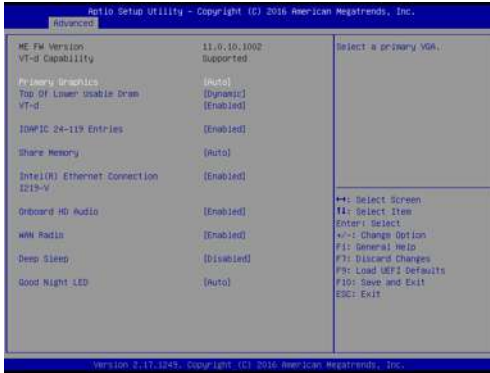 Aptio Setup Utility - Copyright (C) 2016 American Megatrends, Inc.
Advanced
ME FW Version 11.0.10.1002
VT-d Capability Supported
Primary Graphics [Auto]
Top Of Lower Usable Dram [Dynamic]
VT-d [Enabled]
IOAPIC 24-119 Entries [Enabled]
Share Memory [Auto]
Intel(R) Ethernet Connection [Enabled]
I219-V
Onboard HD Audio [Enabled]
WAN Radio [Enabled]
Deep Sleep [Disabled]
Good Night LED [Auto]
Select a primary VGA.
↔: Select Screen
↑↓: Select Item
Enter: Select
+/-: Change Option
F1: General Help
F7: Discard Changes
F9: Load UEFI Defaults
F10: Save and Exit
ESC: Exit
Version 2.17.1249. Copyright (C) 2016 American Megatrends, Inc.